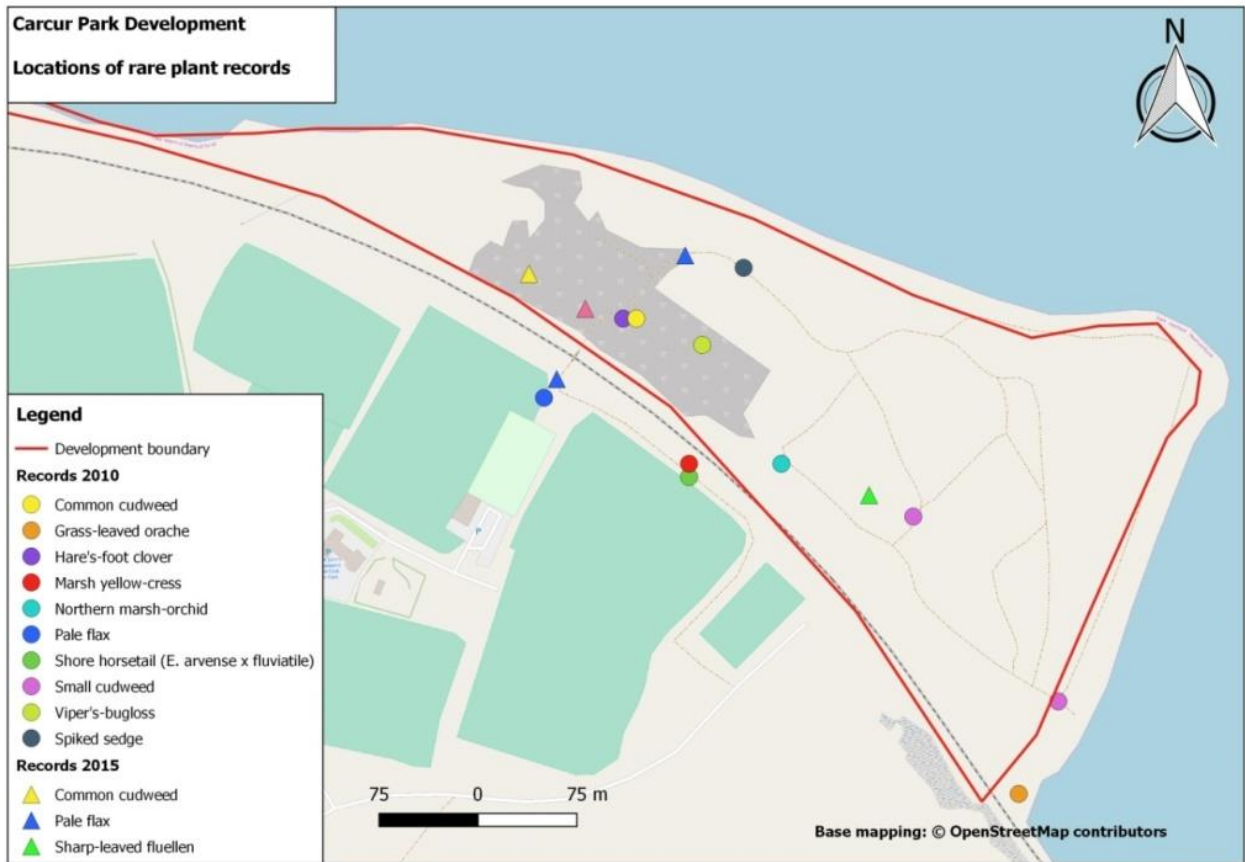 Carcur Park Development
Locations of rare plant records
N
P
P
Legend
Development boundary
Records 2010
Common cudweed
Grass-leaved orache
Hare's-foot clover
Marsh yellow-cress
Northern marsh-orchid
Pale flax
Shore horsetail (E. arvense x fluviatile)
Small cudweed
Viper's-bugloss
Spiked sedge
Records 2015
Common cudweed
Pale flax
Sharp-leaved fluellen
75 0 75 m
Base mapping: © OpenStreetMap contributors